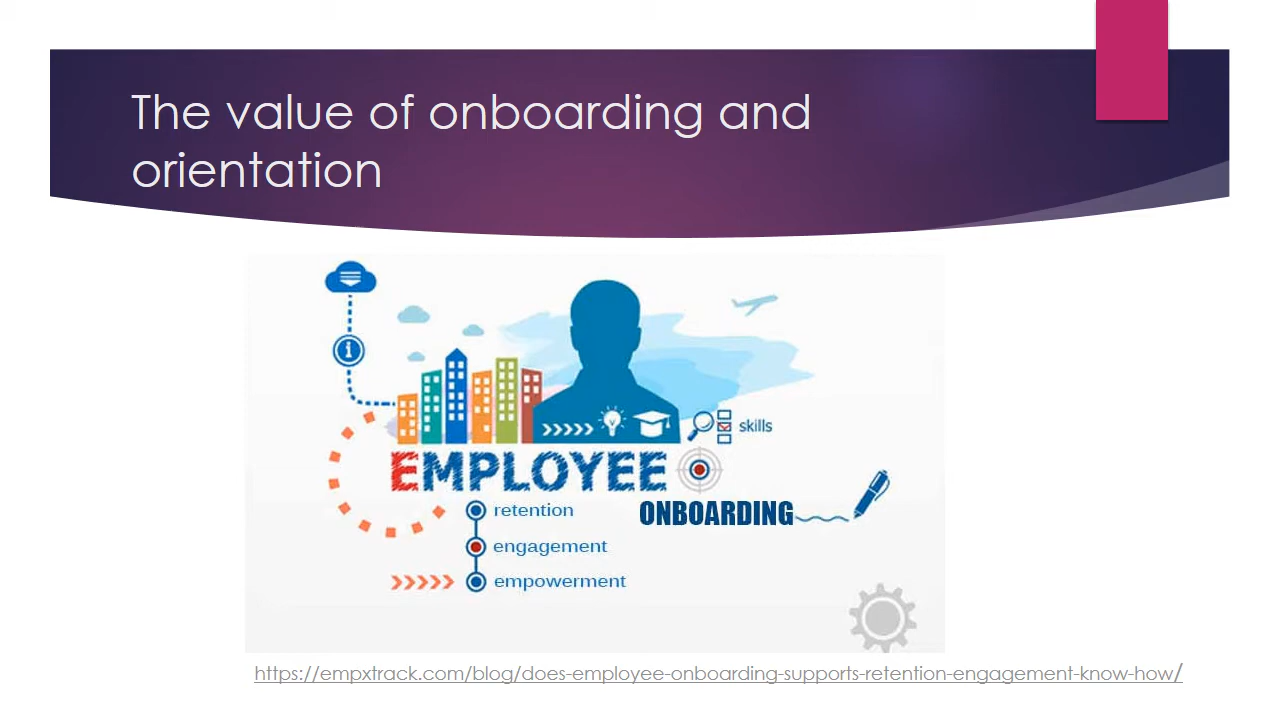 The value of onboarding and
orientation
skills
EMPLOYEE
ONBOARDING
retention
engagement
empowerment
https://empxtrack.com/blog/does-employee-onboarding-supports-retention-engagement-know-how/